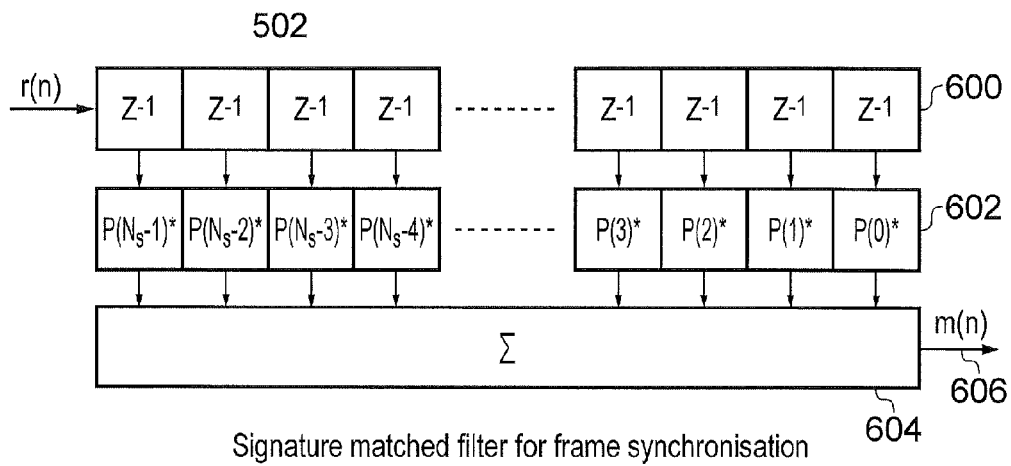 502
r(n) Z-1 Z-1 Z-1 Z-1 Z-1 Z-1 Z-1 Z-1 600
P(Ns-1)* P(Ns-2)* P(Ns-3)* P(Ns-4)* P(3)* P(2)* P(1)* P(0)* 602
Σ m(n)
606
604
Signature matched filter for frame synchronisation